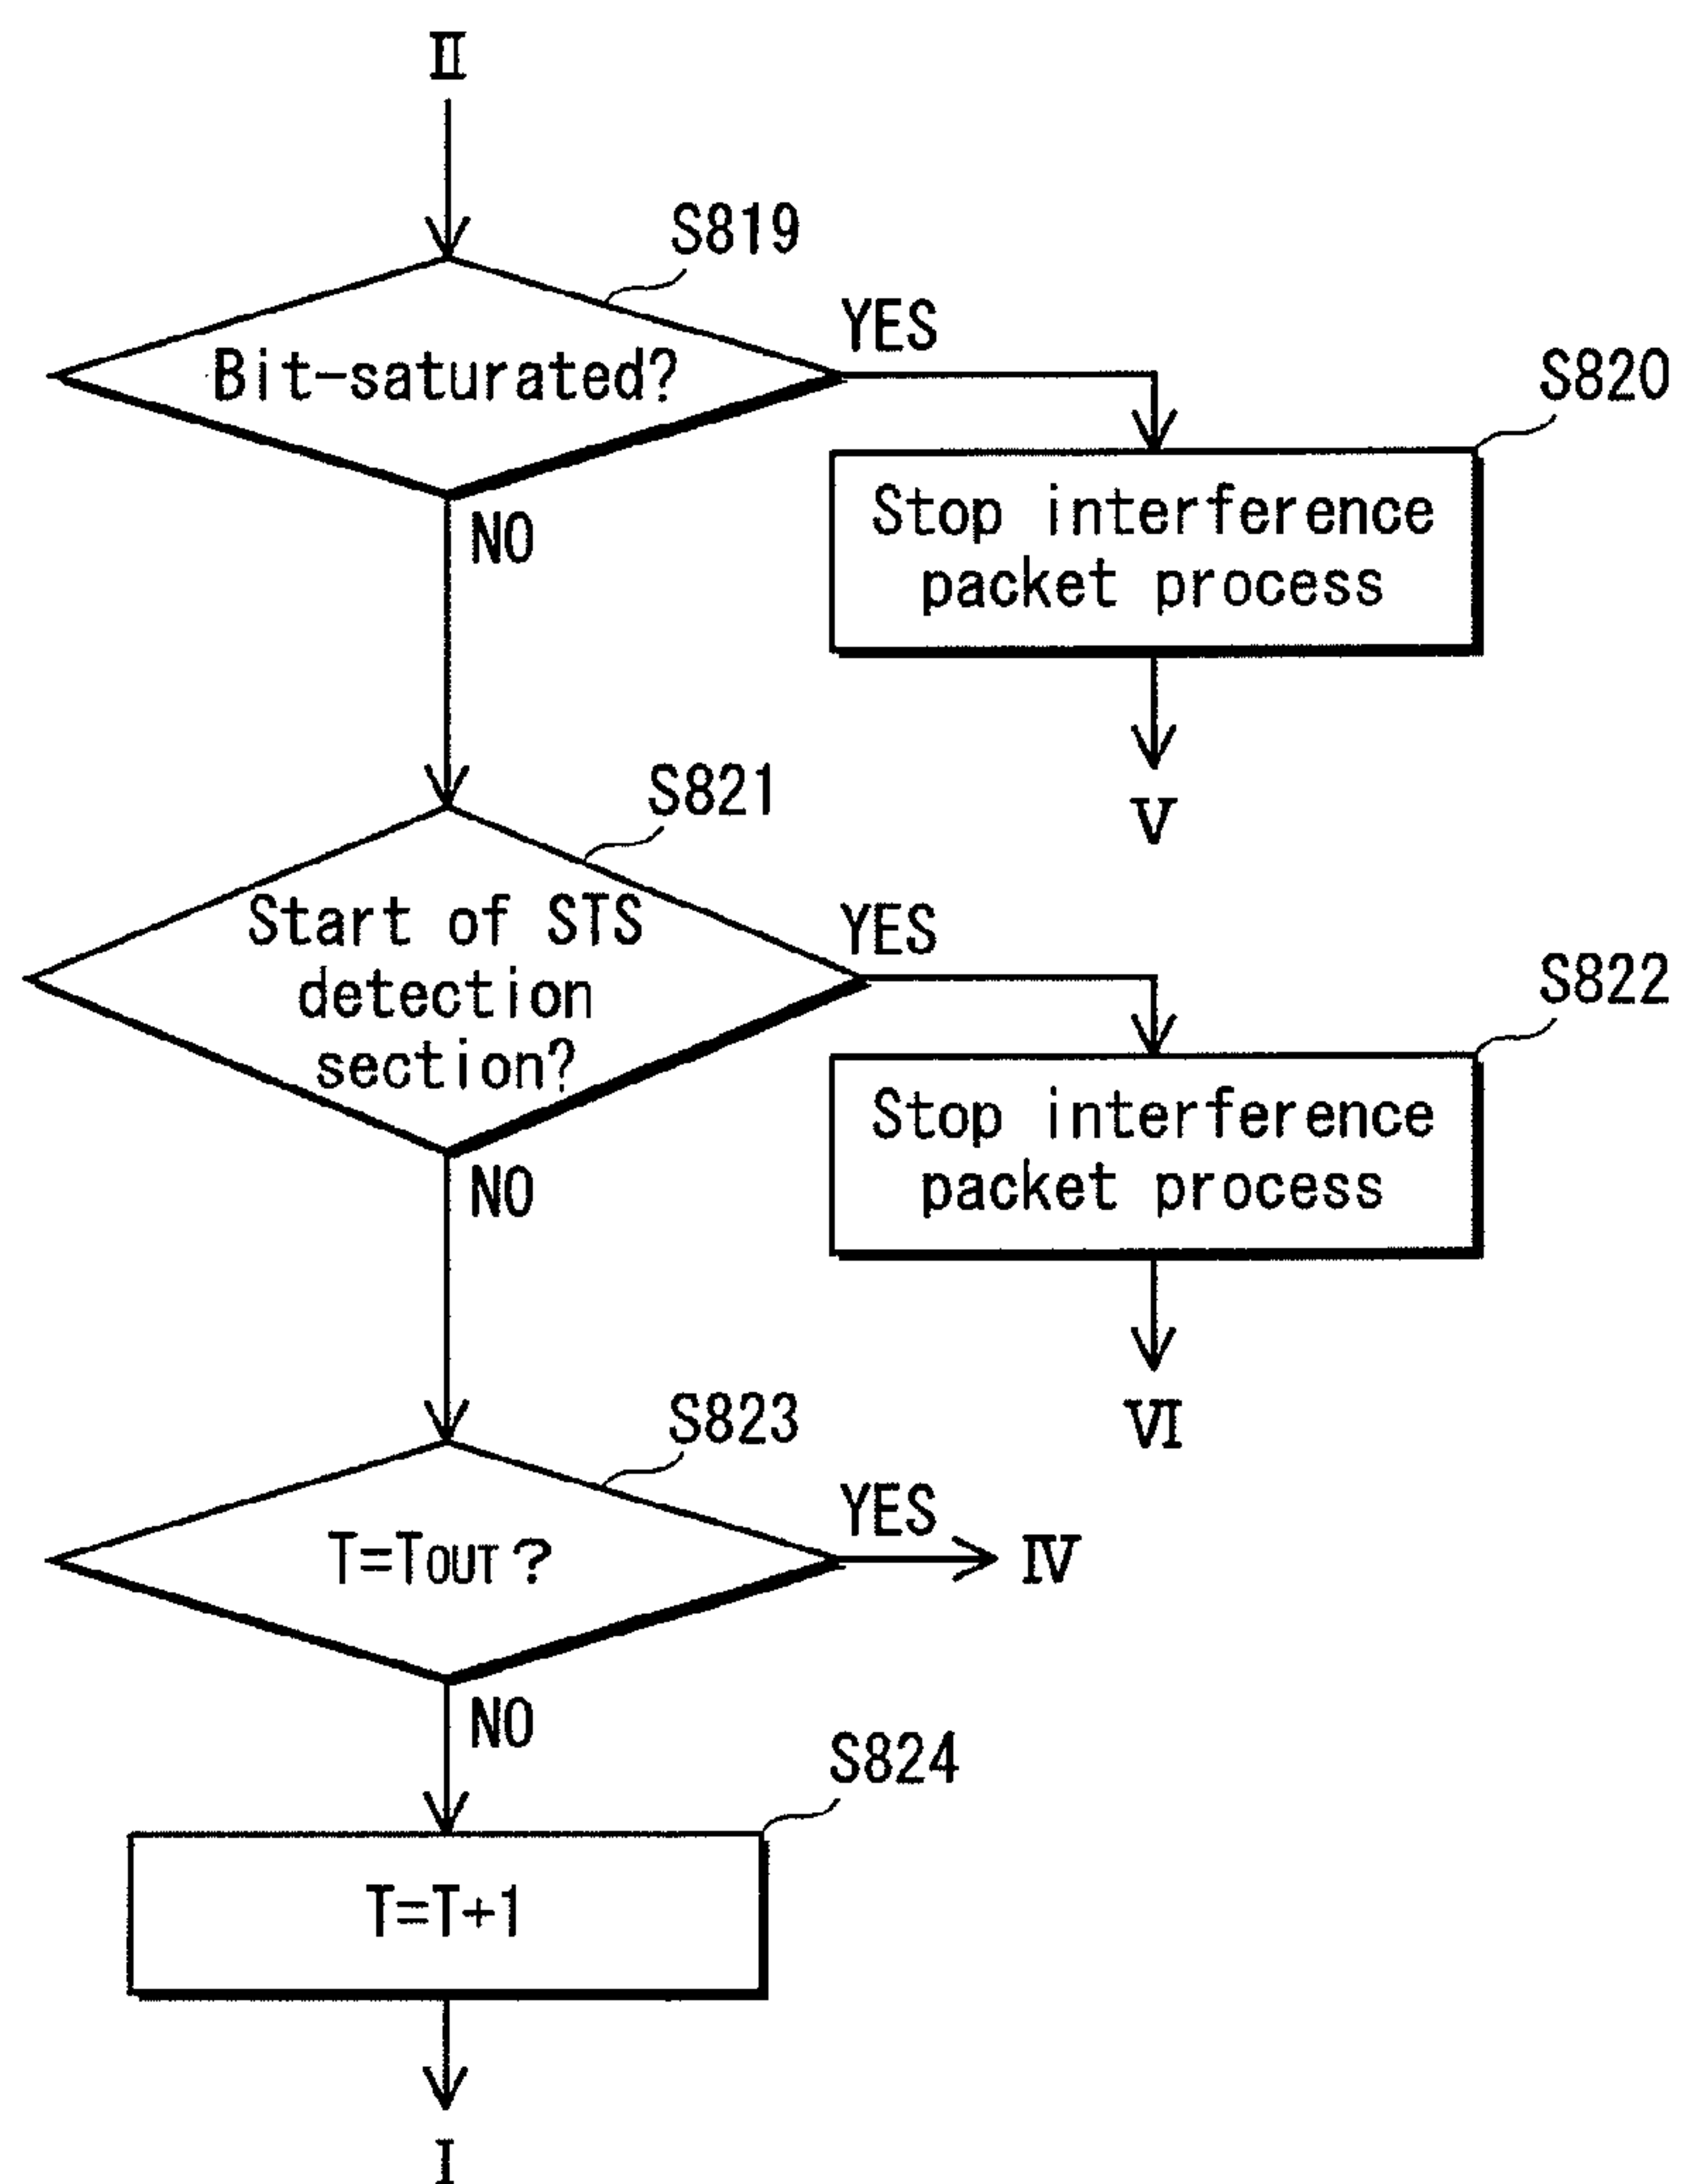 II
S819
Bit-saturated?
YES
S820
Stop interference
packet process
NO
V
S821
Start of STS
detection
section?
YES
S822
Stop interference
packet process
NO
VI
S823
T=TOUT?
YES
IV
NO
S824
T=T+1
I